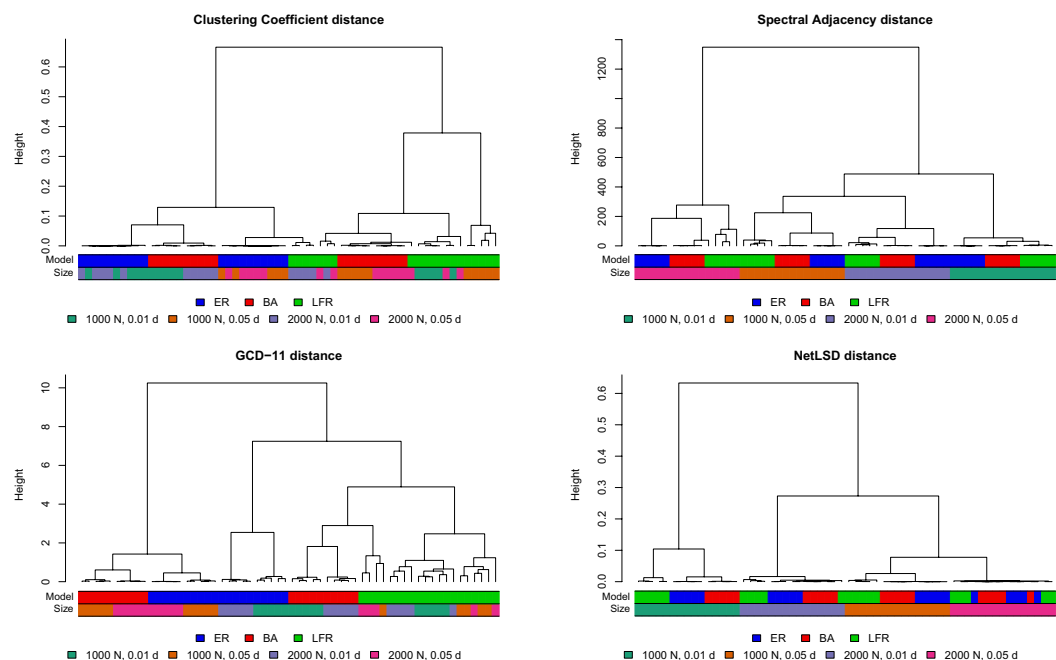 Clustering Coefficient distance
Height
0.0 0.1 0.2 0.3 0.4 0.5 0.6
Model
Size
ER BA LFR
1000 N, 0.01 d 1000 N, 0.05 d 2000 N, 0.01 d 2000 N, 0.05 d
Spectral Adjacency distance
Height
0 200 400 600 800 1200
Model
Size
ER BA LFR
1000 N, 0.01 d 1000 N, 0.05 d 2000 N, 0.01 d 2000 N, 0.05 d
GCD−11 distance
Height
0 2 4 6 8 10
Model
Size
ER BA LFR
1000 N, 0.01 d 1000 N, 0.05 d 2000 N, 0.01 d 2000 N, 0.05 d
NetLSD distance
Height
0.0 0.1 0.2 0.3 0.4 0.5 0.6
Model
Size
ER BA LFR
1000 N, 0.01 d 1000 N, 0.05 d 2000 N, 0.01 d 2000 N, 0.05 d